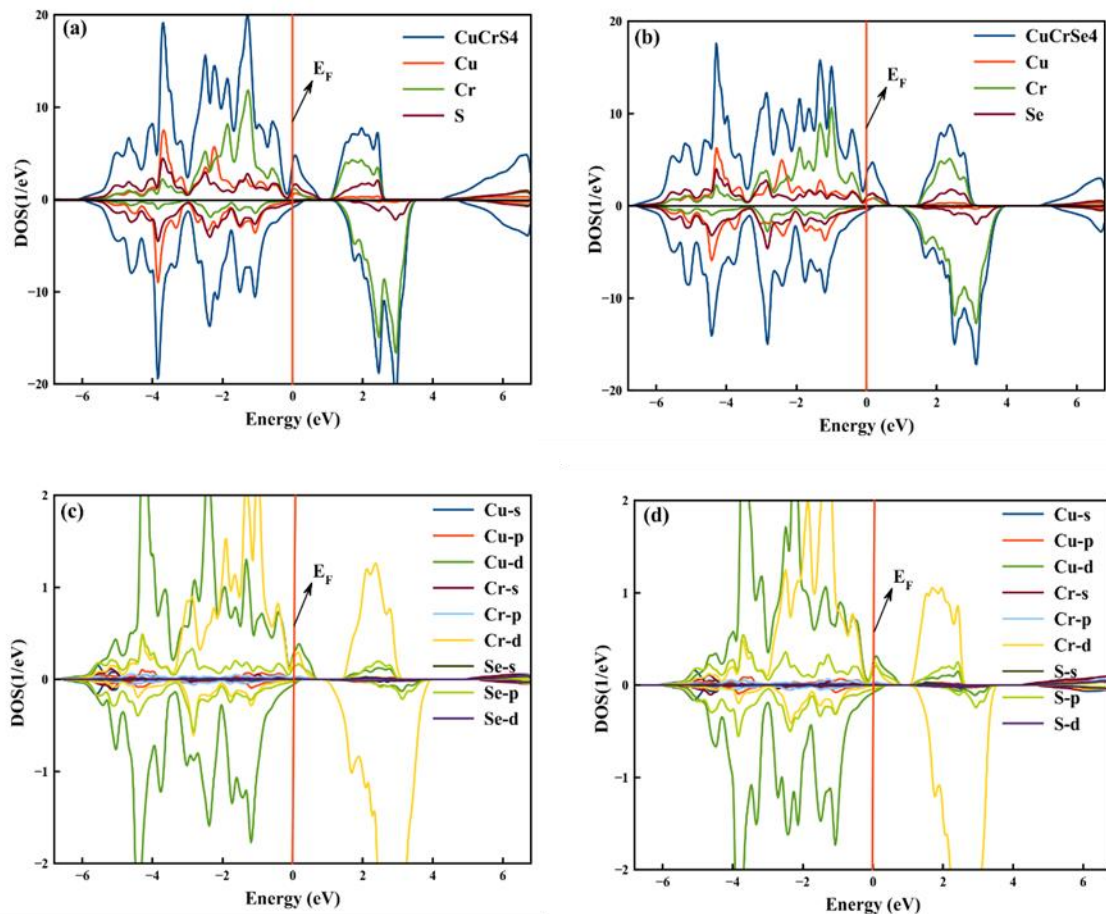 (a)
CuCrS4
Cu
Cr
S
E_F
20
10
0
−10
−20
DOS(1/eV)
−6 −4 −2 0 2 4 6
Energy (eV)
(b)
CuCrSe4
Cu
Cr
Se
E_F
20
10
0
−10
−20
DOS(1/eV)
−6 −4 −2 0 2 4 6
Energy (eV)
(c)
Cu-s
Cu-p
Cu-d
Cr-s
Cr-p
Cr-d
Se-s
Se-p
Se-d
E_F
2
1
0
−1
−2
DOS(1/eV)
−6 −4 −2 0 2 4 6
Energy (eV)
(d)
Cu-s
Cu-p
Cu-d
Cr-s
Cr-p
Cr-d
S-s
S-p
S-d
E_F
2
1
0
−1
−2
DOS(1/eV)
−6 −4 −2 0 2 4 6
Energy (eV)